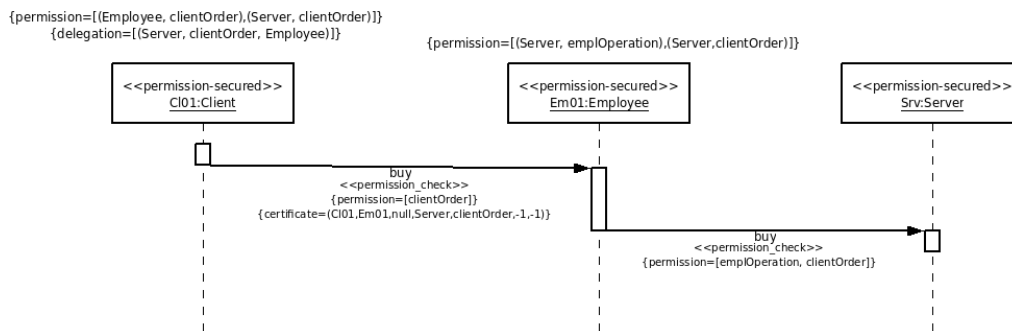 {permission=[(Employee, clientOrder),(Server, clientOrder)]}
{delegation=[(Server, clientOrder, Employee)]}
{permission=[(Server, emplOperation),(Server,clientOrder)]}
<<permission-secured>>
Cl01:Client
<<permission-secured>>
Em01:Employee
<<permission-secured>>
Srv:Server
buy
<<permission_check>>
{permission=[clientOrder]}
{certificate=(Cl01,Em01,null,Server,clientOrder,-1,-1)}
buy
<<permission_check>>
{permission=[emplOperation, clientOrder]}